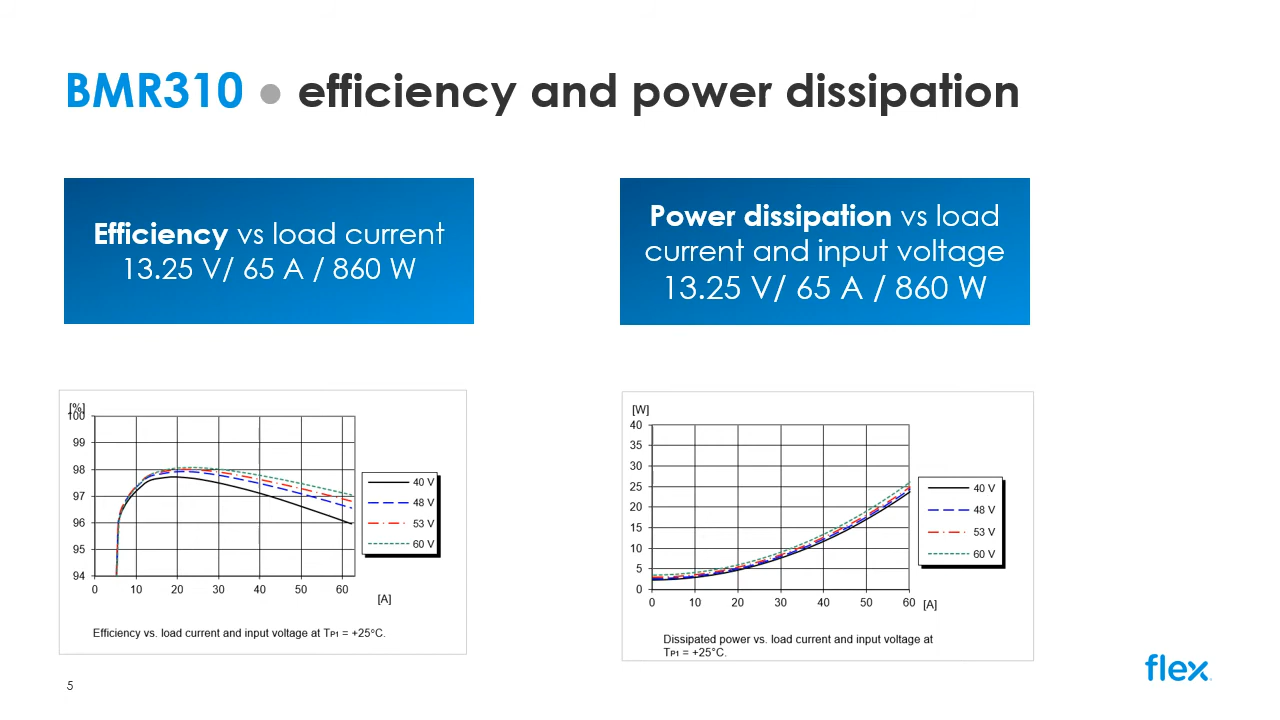 BMR310 ● efficiency and power dissipation
Efficiency vs load current
13.25 V/ 65 A / 860 W
Power dissipation vs load
current and input voltage
13.25 V/ 65 A / 860 W
[%]
100
99
98
97
96
95
94
0 10 20 30 40 50 60
[A]
40 V
48 V
53 V
60 V
Efficiency vs. load current and input voltage at TP1 = +25°C.
[W]
40
35
30
25
20
15
10
5
0
0 10 20 30 40 50 60 [A]
40 V
48 V
53 V
60 V
Dissipated power vs. load current and input voltage at
TP1 = +25°C.
5
flex